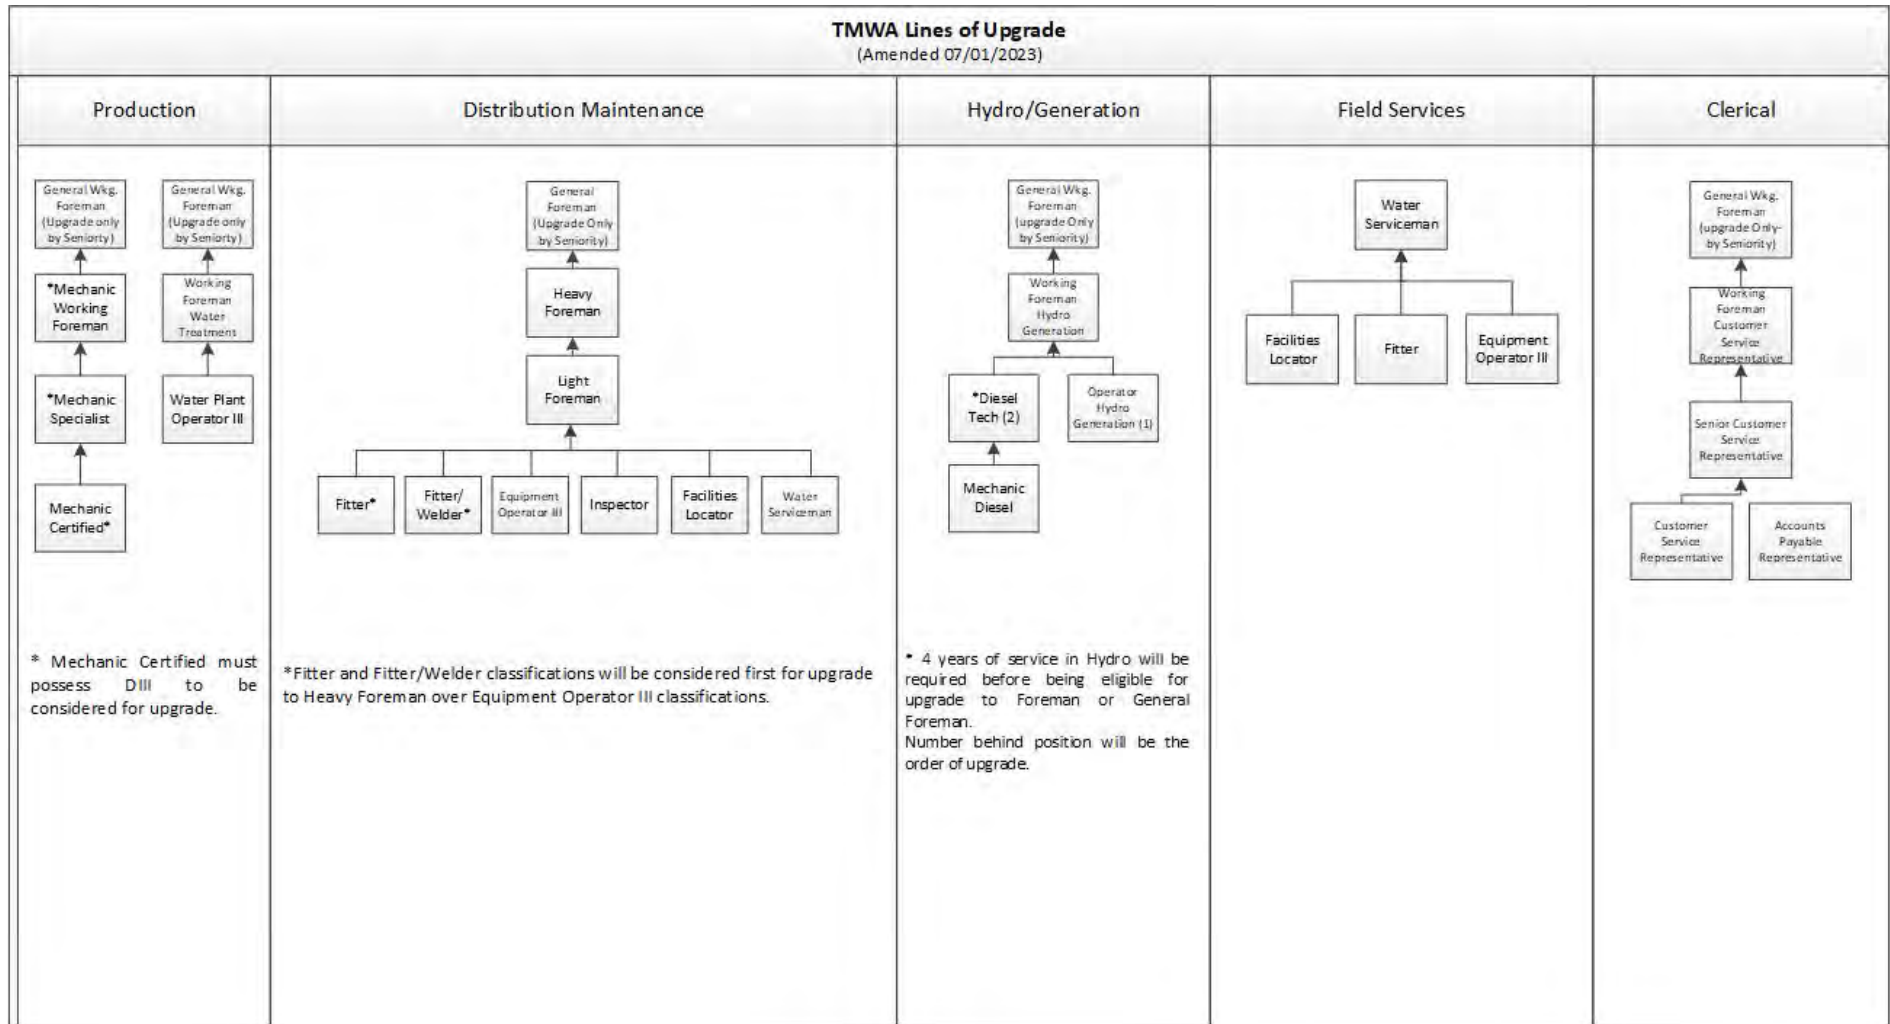 TMWA Lines of Upgrade
(Amended 07/01/2023)
Production
Distribution Maintenance
Hydro/Generation
Field Services
Clerical
General Wkg.
Foreman
(Upgrade only
by Seniorty)
General Wkg.
Foreman
(Upgrade only
by Seniorty)
*Mechanic
Working
Foreman
Working
Foreman
Water
Treatment
*Mechanic
Specialist
Water Plant
Operator III
Mechanic
Certified*
* Mechanic Certified must
possess DIII to be
considered for upgrade.
General
Foreman
(Upgrade Only
by Seniority)
Heavy
Foreman
Light
Foreman
Fitter*
Fitter/
Welder*
Equipment
Operator III
Inspector
Facilities
Locator
Water
Serviceman
*Fitter and Fitter/Welder classifications will be considered first for upgrade
to Heavy Foreman over Equipment Operator III classifications.
General Wkg.
Foreman
(upgrade Only
by Seniority)
Working
Foreman
Hydro
Generation
*Diesel
Tech (2)
Operator
Hydro
Generation (1)
Mechanic
Diesel
* 4 years of service in Hydro will be
required before being eligible for
upgrade to Foreman or General
Foreman.
Number behind position will be the
order of upgrade.
Water
Serviceman
Facilities
Locator
Fitter
Equipment
Operator III
General Wkg.
Foreman
(upgrade Only-
by Seniority)
Working
Foreman
Customer
Service
Representative
Senior Customer
Service
Representative
Customer
Service
Representative
Accounts
Payable
Representative